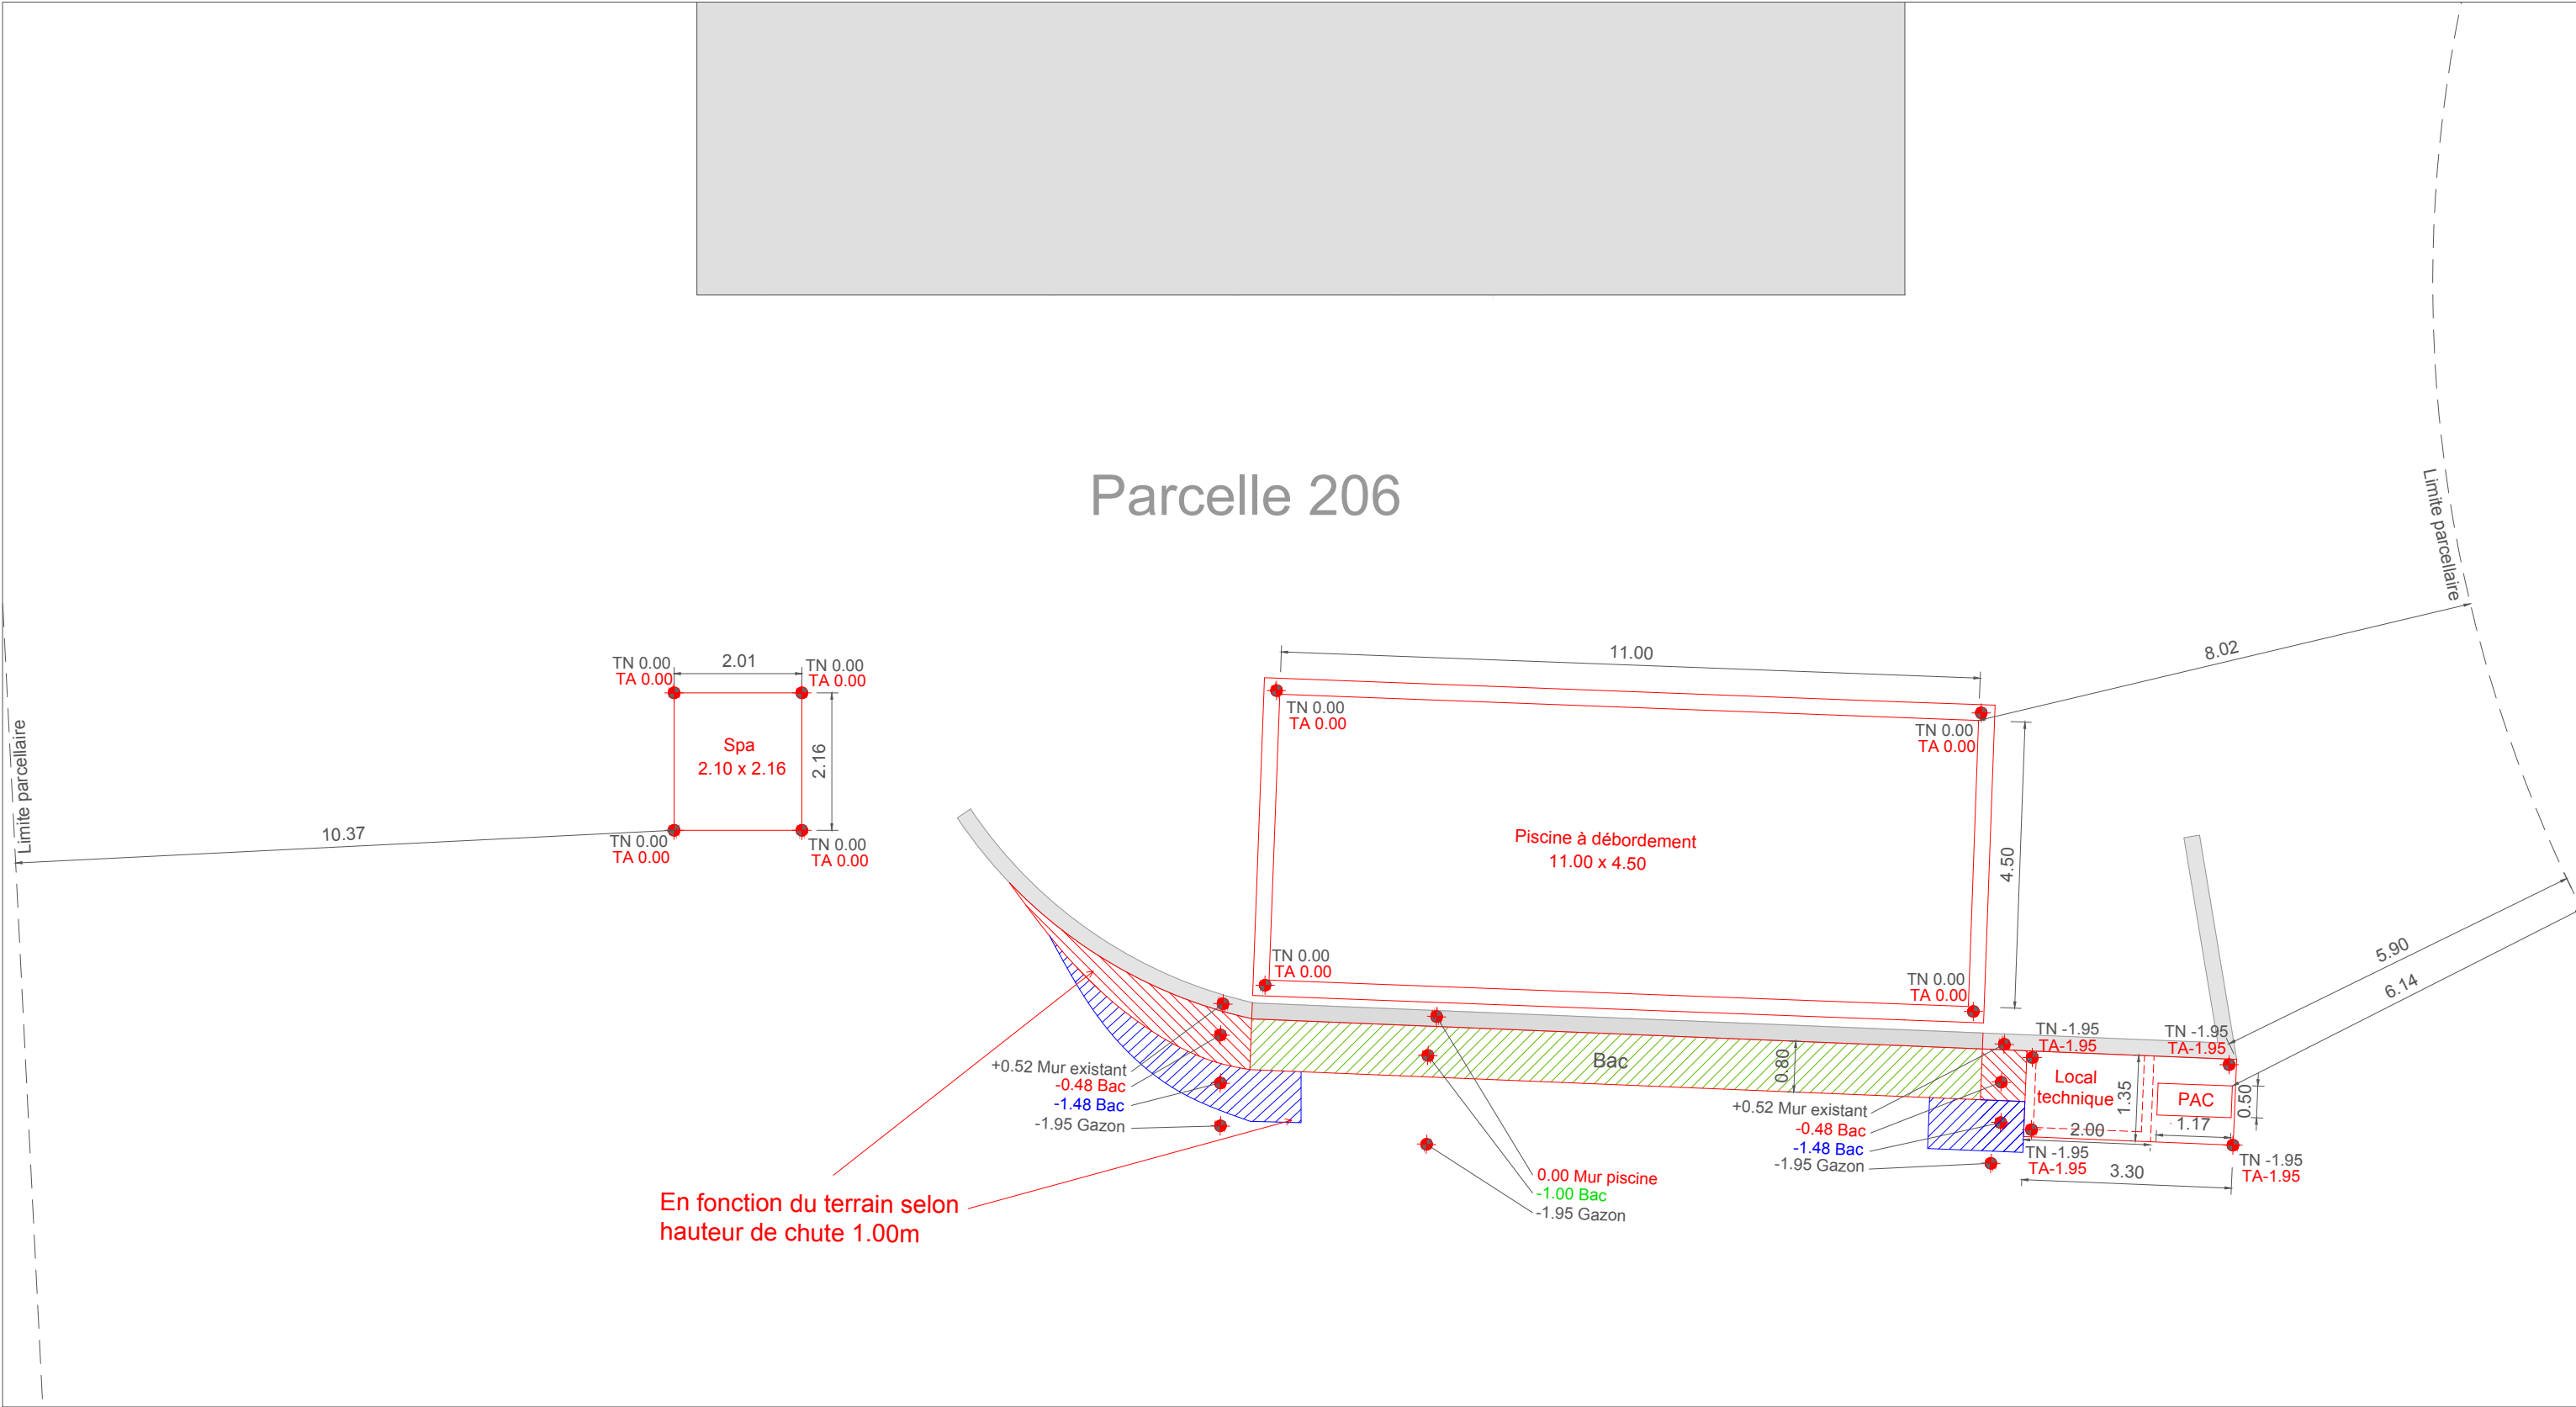 Parcelle 206
Limite parcellaire
Limite parcellaire
TN 0.00
TA 0.00
2.01
TN 0.00
TA 0.00
Spa
2.10 x 2.16
2.16
TN 0.00
TA 0.00
TN 0.00
TA 0.00
10.37
11.00
8.02
TN 0.00
TA 0.00
TN 0.00
TA 0.00
Piscine à débordement
11.00 x 4.50
4.50
TN 0.00
TA 0.00
TN 0.00
TA 0.00
5.90
6.14
Bac
0.80
+0.52 Mur existant
-0.48 Bac
-1.48 Bac
-1.95 Gazon
+0.52 Mur existant
-0.48 Bac
-1.48 Bac
-1.95 Gazon
TN -1.95
TA-1.95
TN -1.95
TA-1.95
Local
technique
1.35
PAC
0.50
2.00
1.17
TN -1.95
TA-1.95
3.30
TN -1.95
TA-1.95
0.00 Mur piscine
-1.00 Bac
-1.95 Gazon
En fonction du terrain selon
hauteur de chute 1.00m